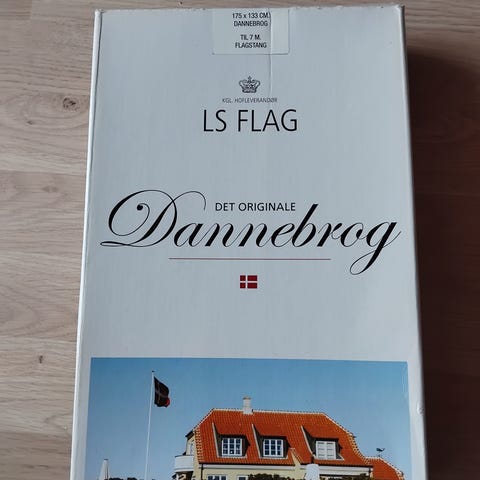 175 x 133 CM.
DANNEBROG
TIL 7 M.
FLAGSTANG
KGL. HOFLEVERANDØR
LS FLAG
DET ORIGINALE
Dannebrog